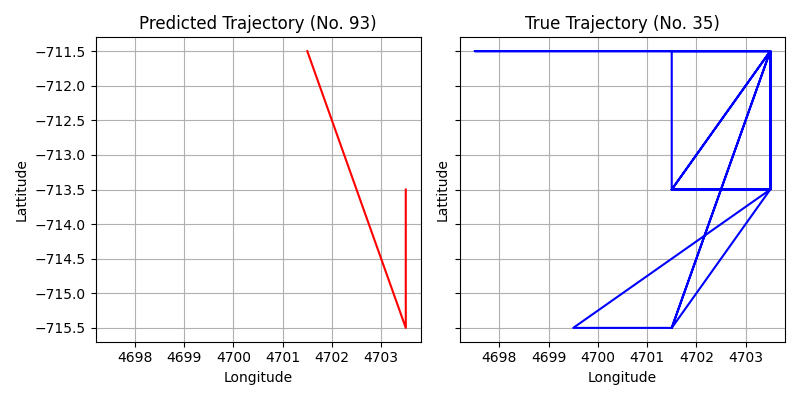 Predicted Trajectory (No. 93)
True Trajectory (No. 35)
−711.5
−712.0
−712.5
−713.0
−713.5
−714.0
−714.5
−715.0
−715.5
Lattitude
Lattitude
4698 4699 4700 4701 4702 4703
4698 4699 4700 4701 4702 4703
Longitude
Longitude